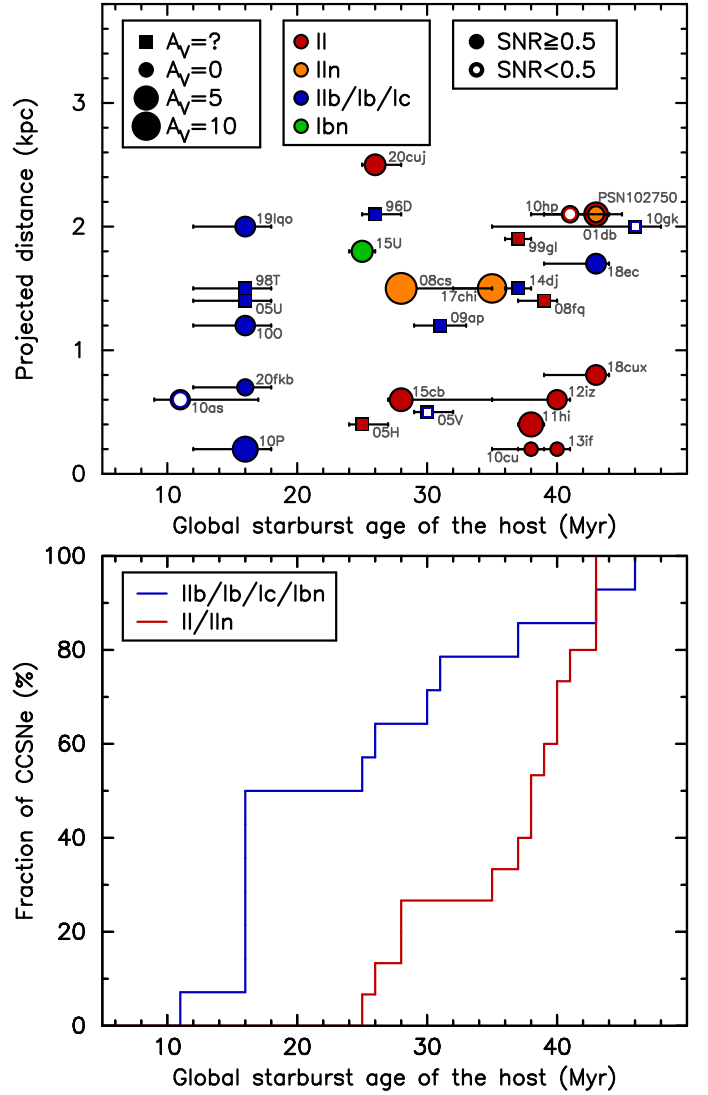 A_V=?
A_V=0
A_V=5
A_V=10
II
IIn
IIb/Ib/Ic
Ibn
SNR≧0.5
SNR<0.5
Projected distance (kpc)
3
2
1
0
20cuj
96D
19lqo
15U
10hp
PSN102750
10gk
01db
99gl
18ec
98T
05U
10O
08cs
17chi
14dj
08fq
09ap
20fkb
10as
15cb
05V
05H
18cux
12iz
11hi
10P
10cu
13if
10 20 30 40
Global starburst age of the host (Myr)
IIb/Ib/Ic/Ibn
II/IIn
Fraction of CCSNe (%)
100
80
60
40
20
0
10 20 30 40
Global starburst age of the host (Myr)